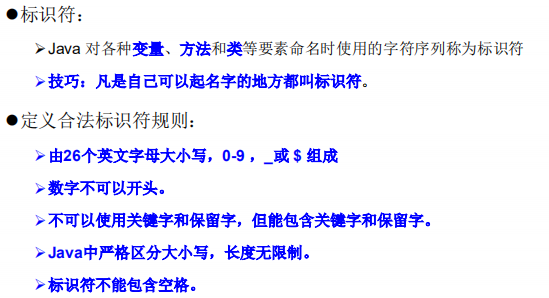 ●标识符：
➢Java 对各种变量、方法和类等要素命名时使用的字符序列称为标识符
➢技巧：凡是自己可以起名字的地方都叫标识符。
●定义合法标识符规则：
➢由26个英文字母大小写，0-9 ，_或 $ 组成
➢数字不可以开头。
➢不可以使用关键字和保留字，但能包含关键字和保留字。
➢Java中严格区分大小写，长度无限制。
➢标识符不能包含空格。